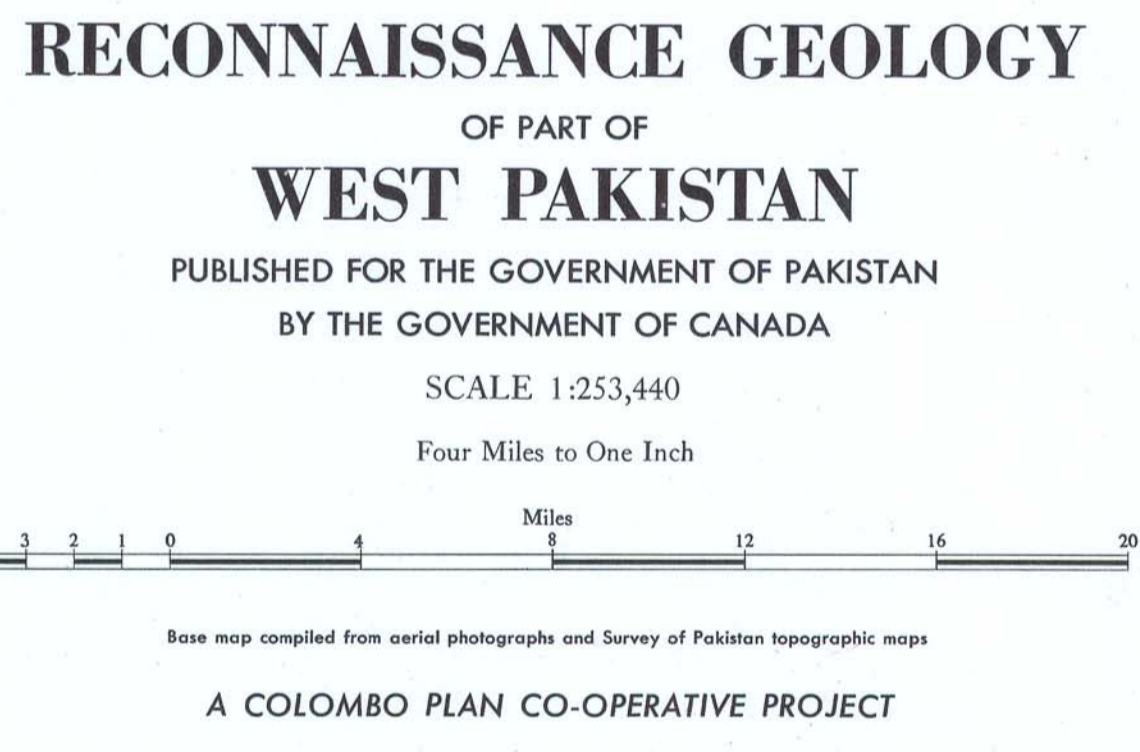 RECONNAISSANCE GEOLOGY
OF PART OF
WEST PAKISTAN
PUBLISHED FOR THE GOVERNMENT OF PAKISTAN
BY THE GOVERNMENT OF CANADA
SCALE 1:253,440
Four Miles to One Inch
Miles
3 2 1 0 4 8 12 16 20
Base map compiled from aerial photographs and Survey of Pakistan topographic maps
A COLOMBO PLAN CO-OPERATIVE PROJECT